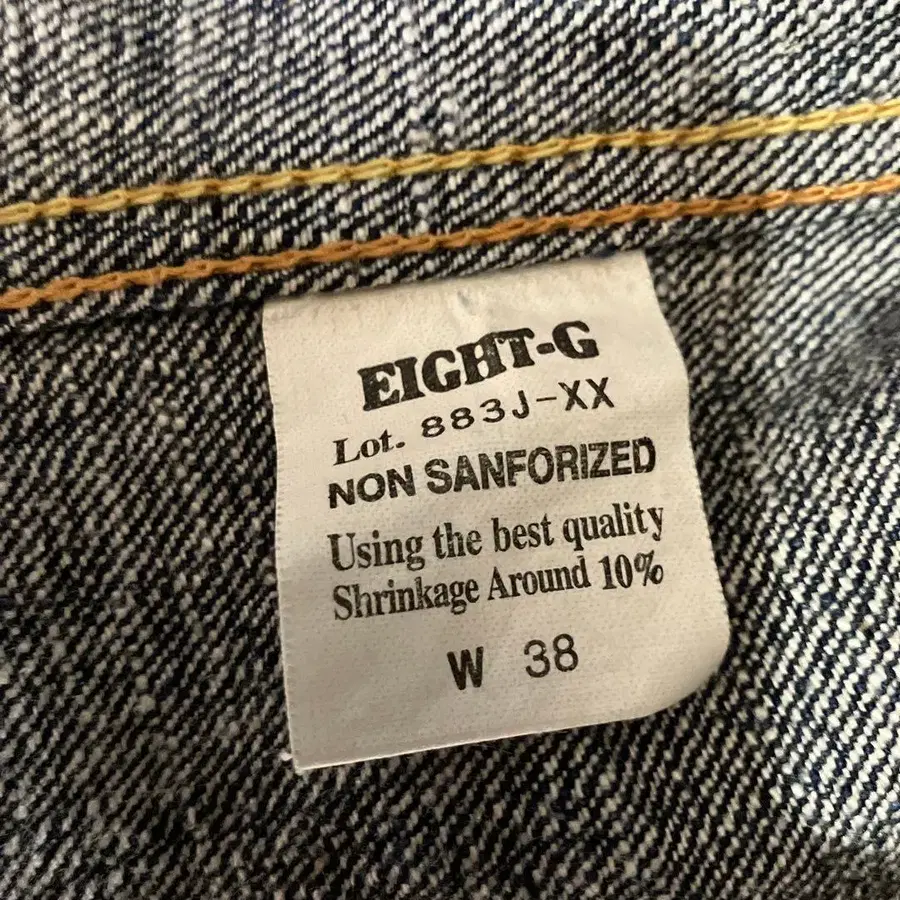 EIGHT-G
Lot. 883J-XX
NON SANFORIZED
Using the best quality
Shrinkage Around 10%
W 38